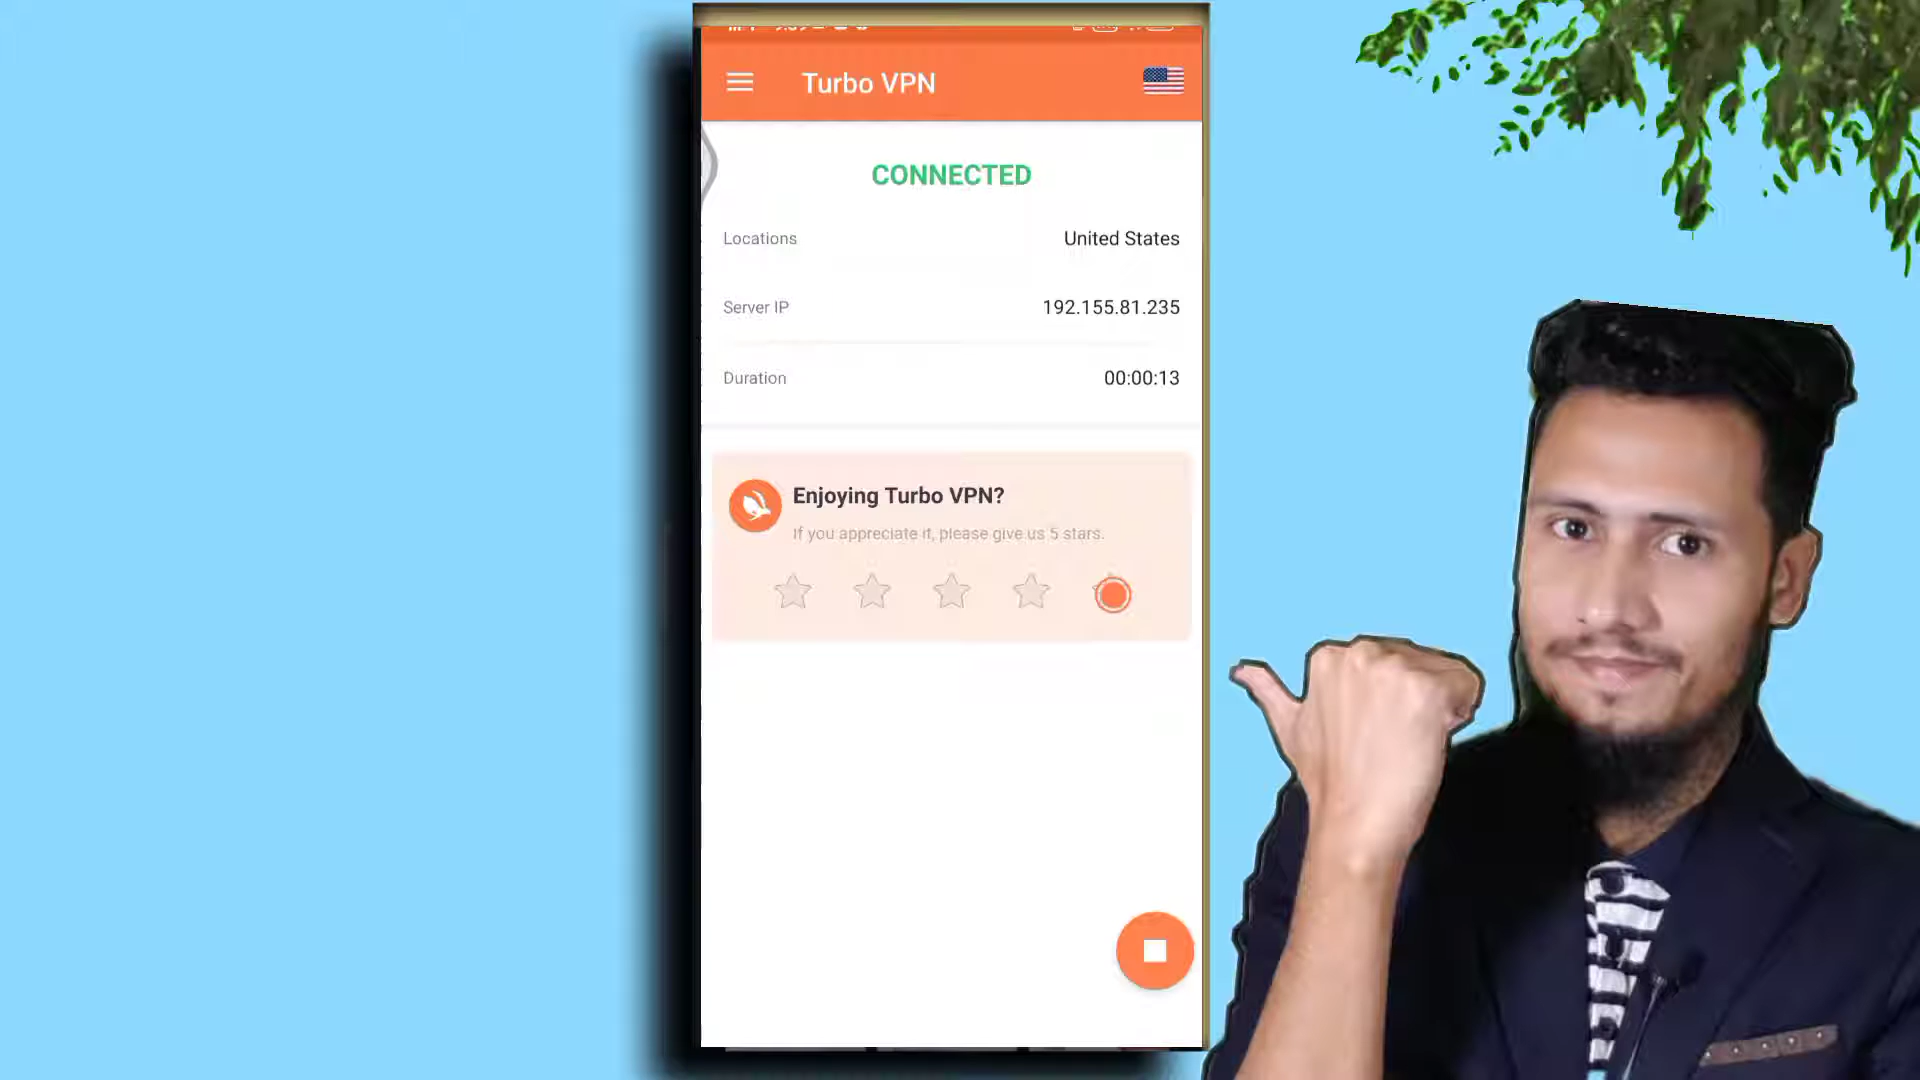 Turbo VPN
CONNECTED
Locations United States
Server IP 192.155.81.235
Duration 00:00:13
Enjoying Turbo VPN?
If you appreciate it, please give us 5 stars.